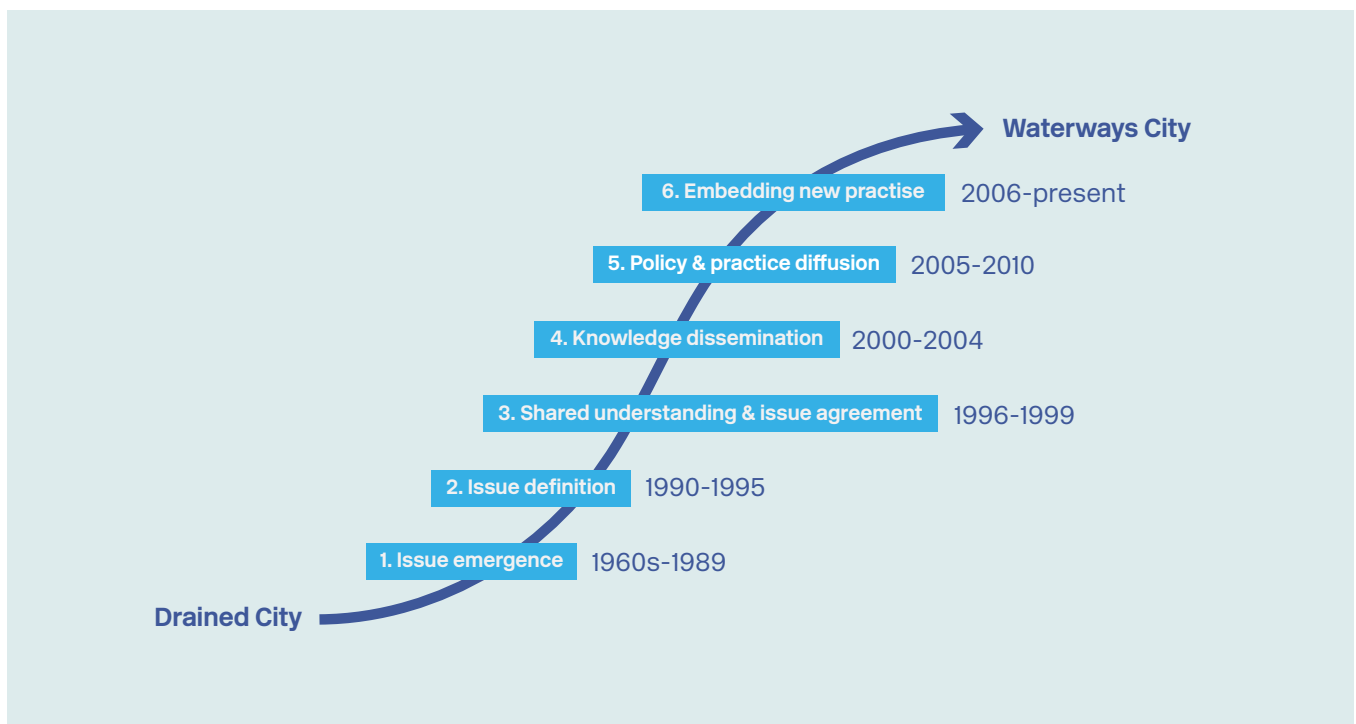 Waterways City
6. Embedding new practise 2006-present
5. Policy & practice diffusion 2005-2010
4. Knowledge dissemination 2000-2004
3. Shared understanding & issue agreement 1996-1999
2. Issue definition 1990-1995
1. Issue emergence 1960s-1989
Drained City